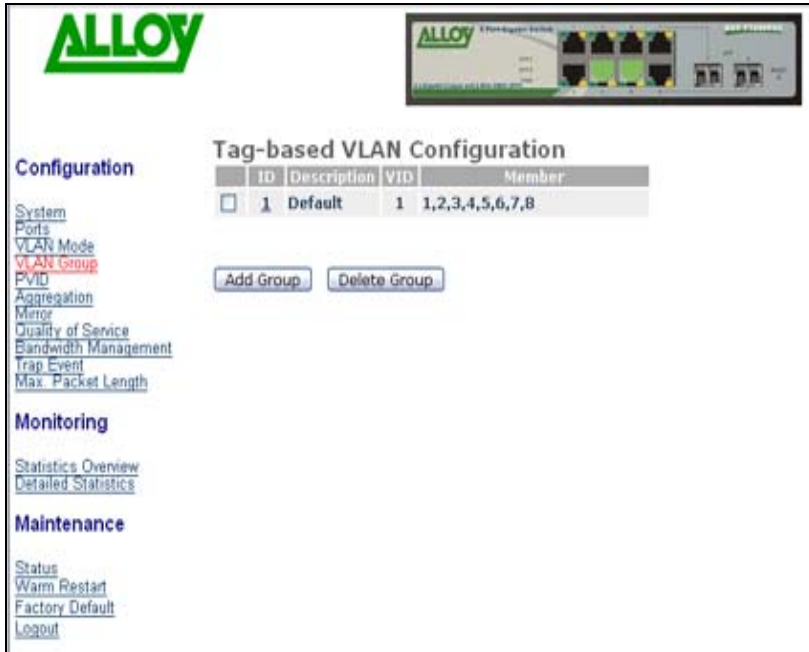 ALLOY
ALLOY
Configuration
System
Ports
VLAN Mode
VLAN Group
PVID
Aggregation
Mirror
Quality of Service
Bandwidth Management
Trap Event
Max. Packet Length
Monitoring
Statistics Overview
Detailed Statistics
Maintenance
Status
Warm Restart
Factory Default
Logout
Tag-based VLAN Configuration
ID Description VID Member
1 Default 1 1,2,3,4,5,6,7,8
Add Group Delete Group